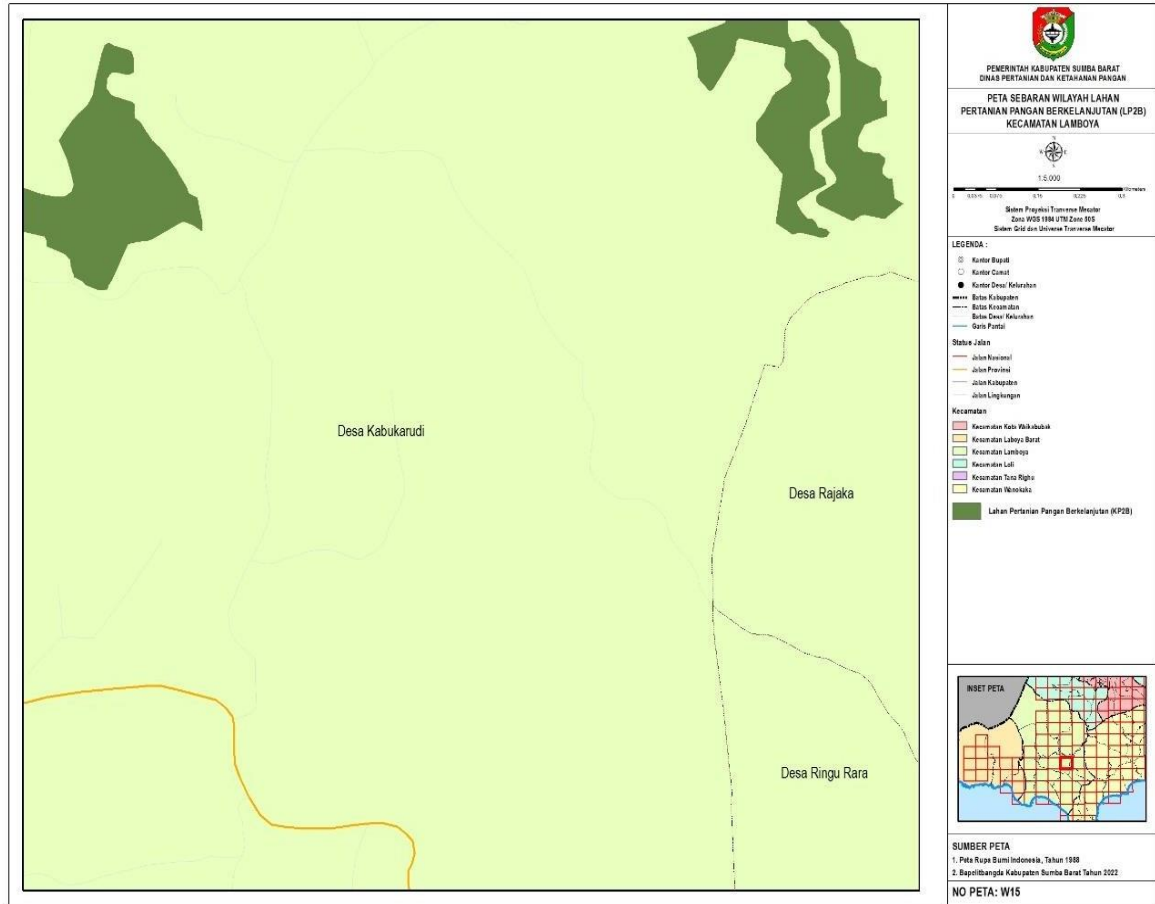 Desa Kabukarudi
Desa Rajaka
Desa Ringu Rara
PEMERINTAH KABUPATEN SUMBA BARAT
DINAS PERTANIAN DAN KETAHANAN PANGAN
PETA SEBARAN WILAYAH LAHAN
PERTANIAN PANGAN BERKELANJUTAN (LP2B)
KECAMATAN LAMBOYA
1:5.000
Kilometers
Sistem Proyeksi Tranverse Mecator
Zona WGS 1984 UTM Zone 50S
Sistem Grid dan Universe Tranverse Mecator
LEGENDA :
Kantor Bupati
Kantor Camat
Kantor Desa/ Kelurahan
Batas Kabupaten
Batas Kecamatan
Batas Desa/ Kelurahan
Garis Pantai
Status Jalan
Jalan Nasional
Jalan Provinsi
Jalan Kabupaten
Jalan Lingkungan
Kecamatan
Kecamatan Kota Waikabubak
Kecamatan Laboya Barat
Kecamatan Lamboya
Kecamatan Loli
Kecamatan Tana Righu
Kecamatan Wanokaka
Lahan Pertanian Pangan Berkelanjutan (KP2B)
INSET PETA
SUMBER PETA
1. Peta Rupa Bumi Indonesia, Tahun 1988
2. Bapelitbangda Kabupaten Sumba Barat Tahun 2022
NO PETA: W15